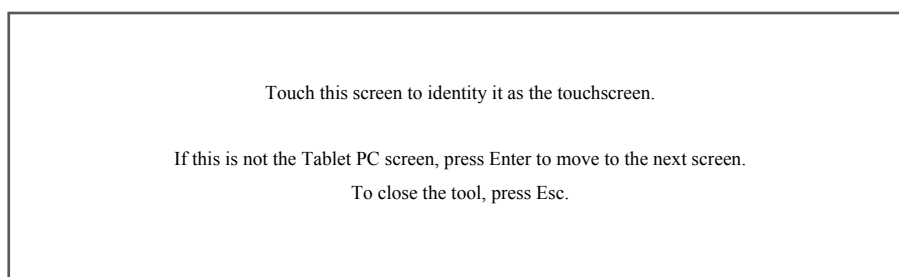 Touch this screen to identity it as the touchscreen.
If this is not the Tablet PC screen, press Enter to move to the next screen.
To close the tool, press Esc.